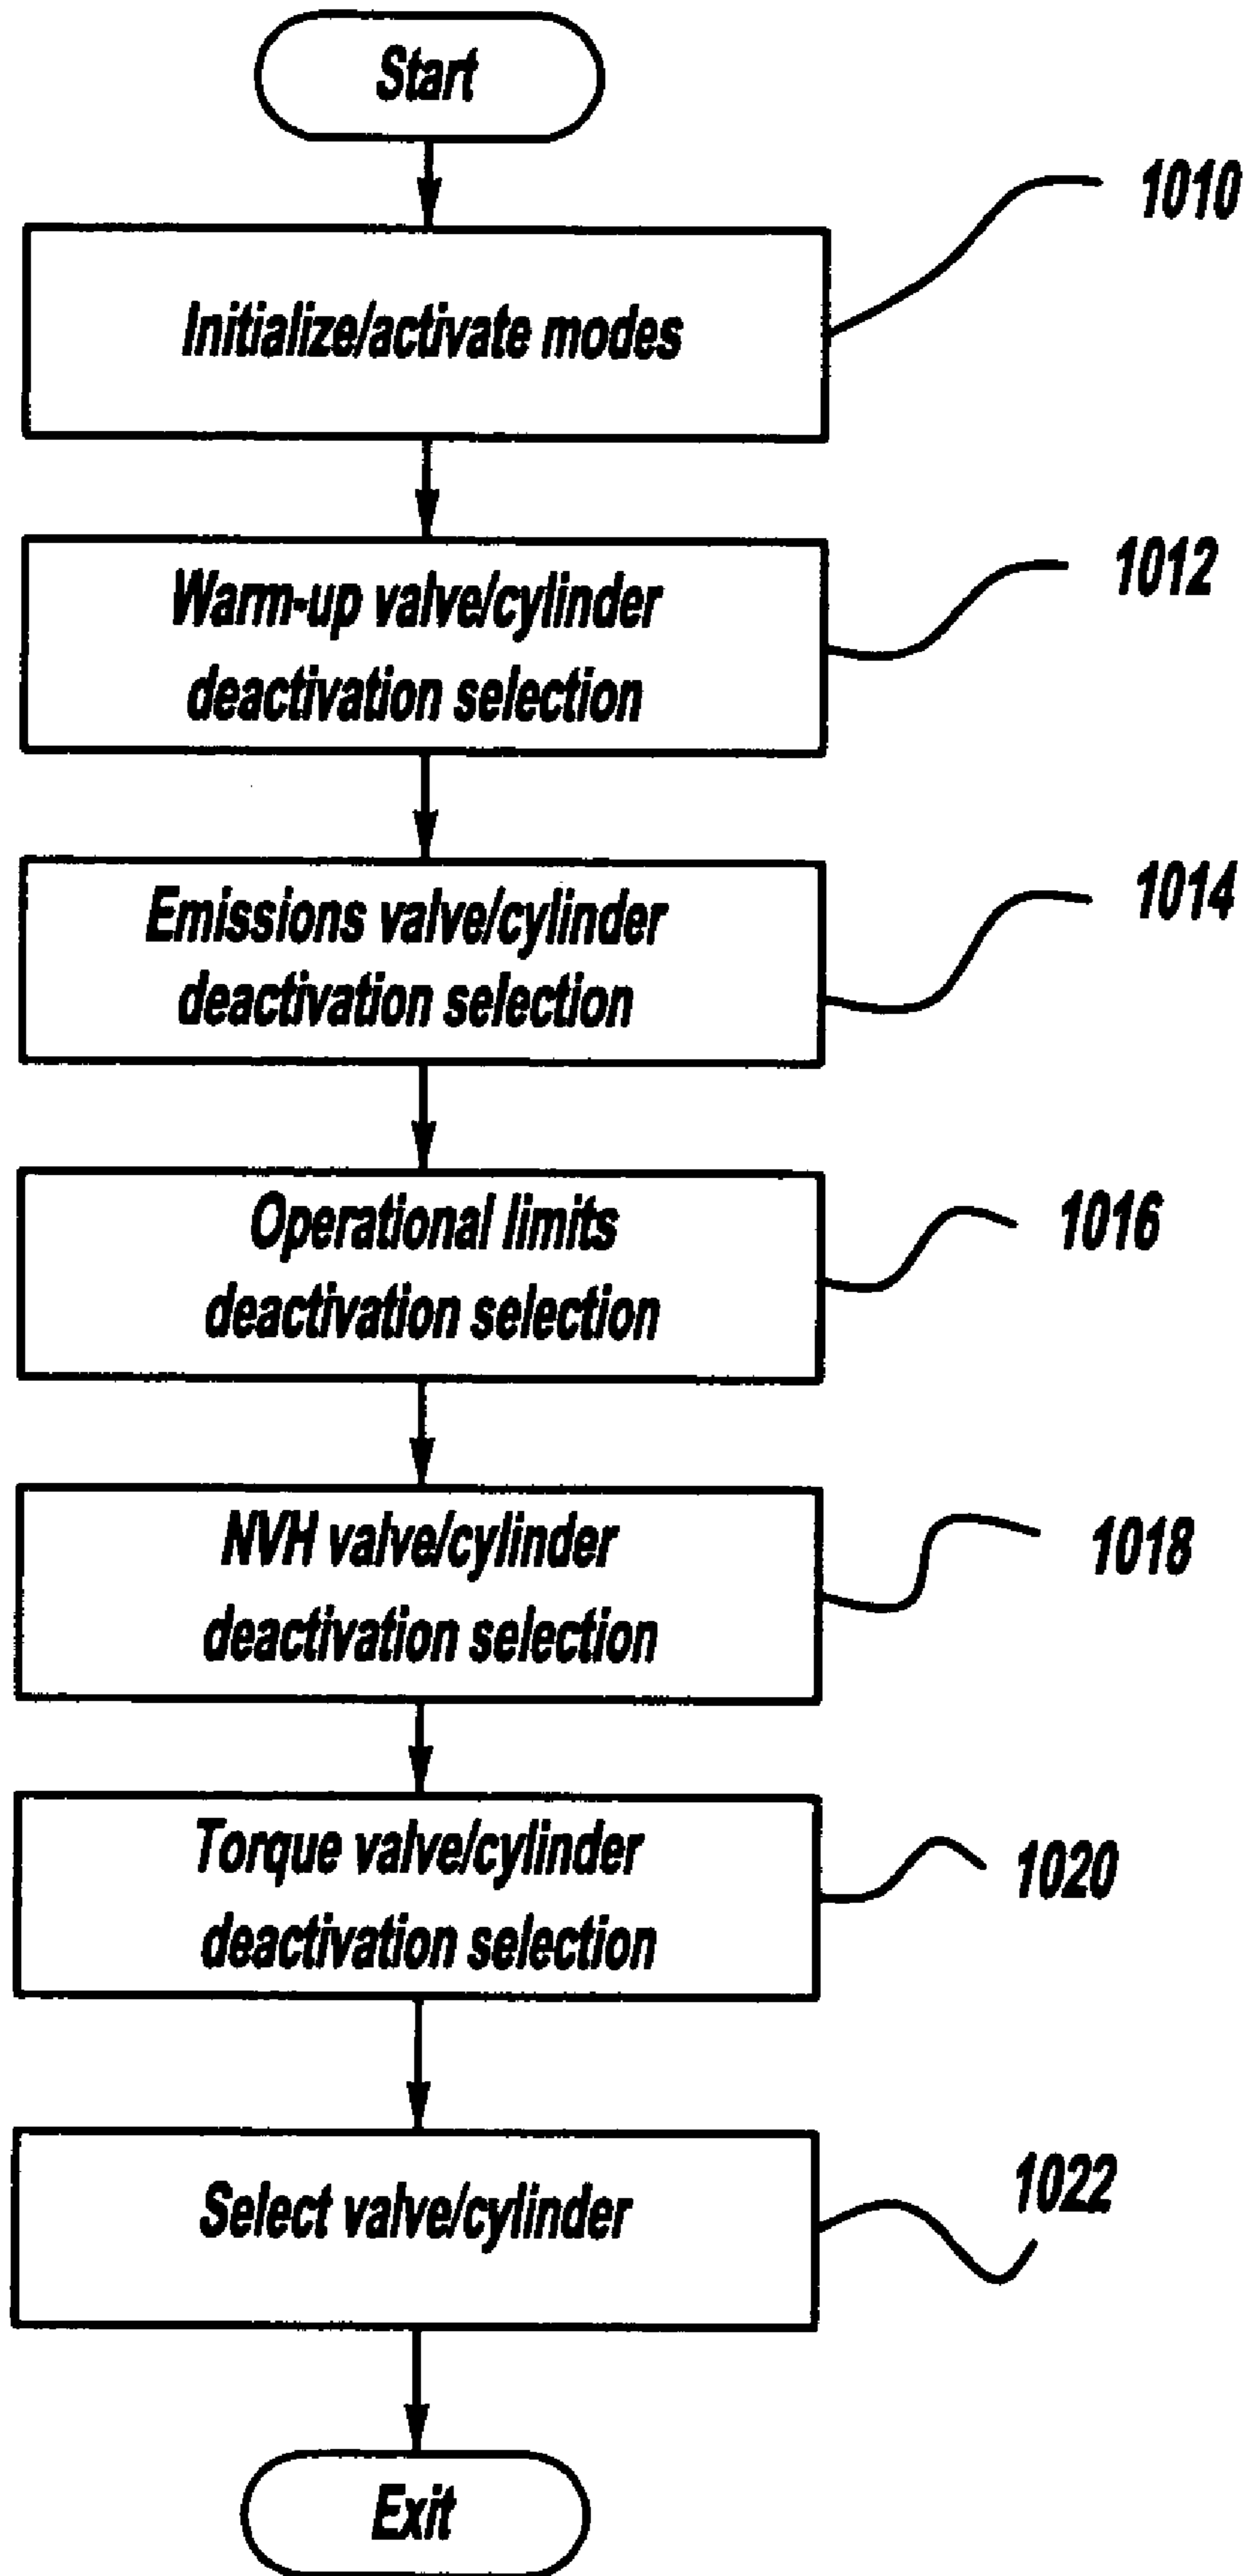 Start
1010
Initialize/activate modes
1012
Warm-up valve/cylinder
deactivation selection
1014
Emissions valve/cylinder
deactivation selection
1016
Operational limits
deactivation selection
1018
NVH valve/cylinder
deactivation selection
1020
Torque valve/cylinder
deactivation selection
1022
Select valve/cylinder
Exit